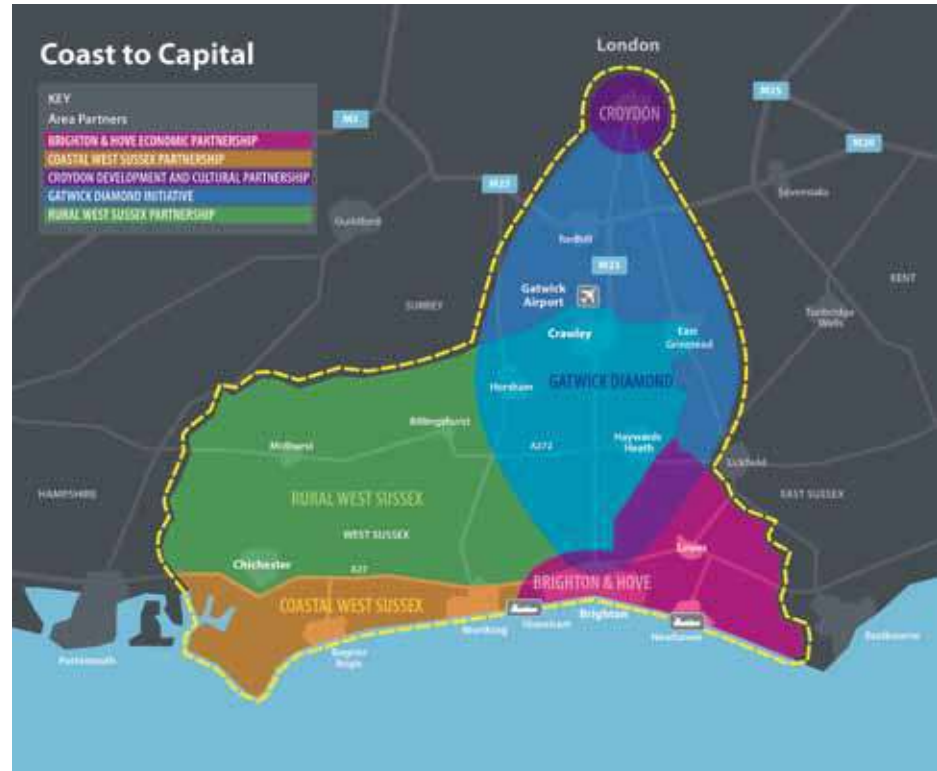 Coast to Capital
KEY
Area Partners
BRIGHTON & HOVE ECONOMIC PARTNERSHIP
COASTAL WEST SUSSEX PARTNERSHIP
CROYDON DEVELOPMENT AND CULTURAL PARTNERSHIP
GATWICK DIAMOND INITIATIVE
RURAL WEST SUSSEX PARTNERSHIP
London
CROYDON
M3
M25
M20
Sevenoaks
Guildford
Redhill
M23
Gatwick
Airport
SURREY
KENT
Tunbridge
Wells
Crawley
East
Grinstead
Horsham
GATWICK DIAMOND
Billingshurst
Midhurst
A272
Haywards
Heath
Uckfield
HAMPSHIRE
EAST SUSSEX
RURAL WEST SUSSEX
WEST SUSSEX
Lewes
Chichester
A27
BRIGHTON & HOVE
COASTAL WEST SUSSEX
Shoreham
Brighton
Worthing
Newhaven
Eastbourne
Portsmouth
Bognor
Regis